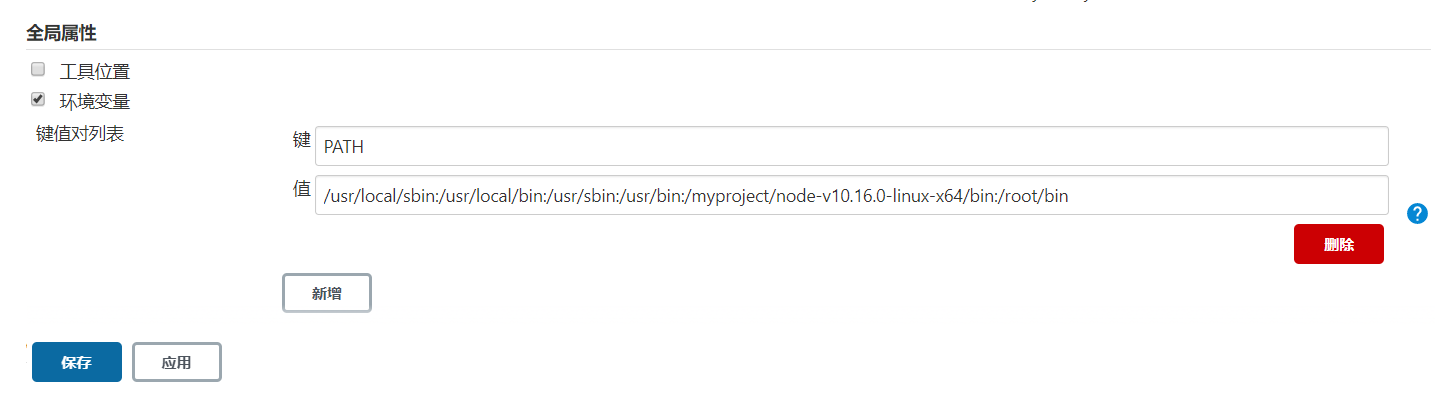 全局属性
工具位置
环境变量
键值对列表
键 PATH
值 /usr/local/sbin:/usr/local/bin:/usr/sbin:/usr/bin:/myproject/node-v10.16.0-linux-x64/bin:/root/bin
?
删除
新增
保存 应用